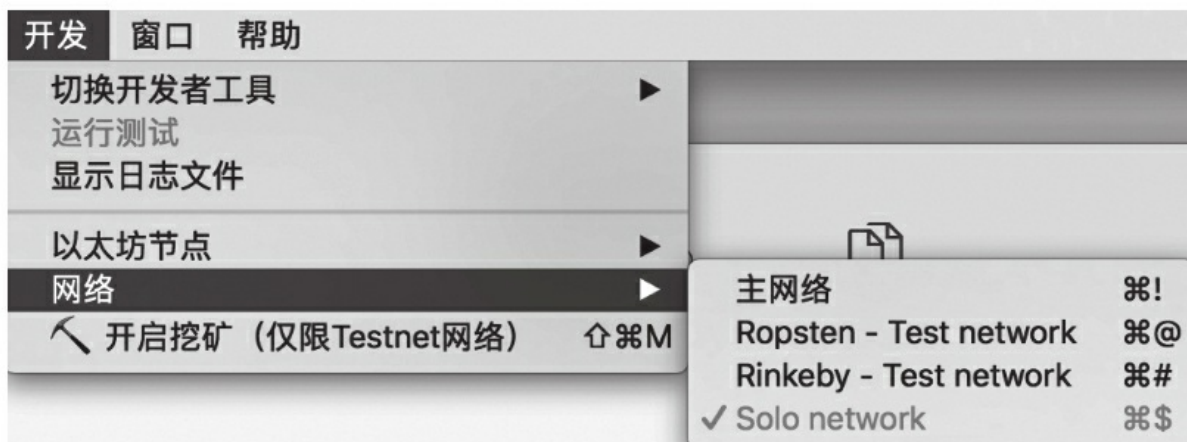 开发 窗口 帮助
切换开发者工具 ▶
运行测试
显示日志文件
以太坊节点 ▶
网络 ▶
开启挖矿（仅限Testnet网络） ⇧⌘M
主网络 ⌘!
Ropsten - Test network ⌘@
Rinkeby - Test network ⌘#
✓ Solo network ⌘$